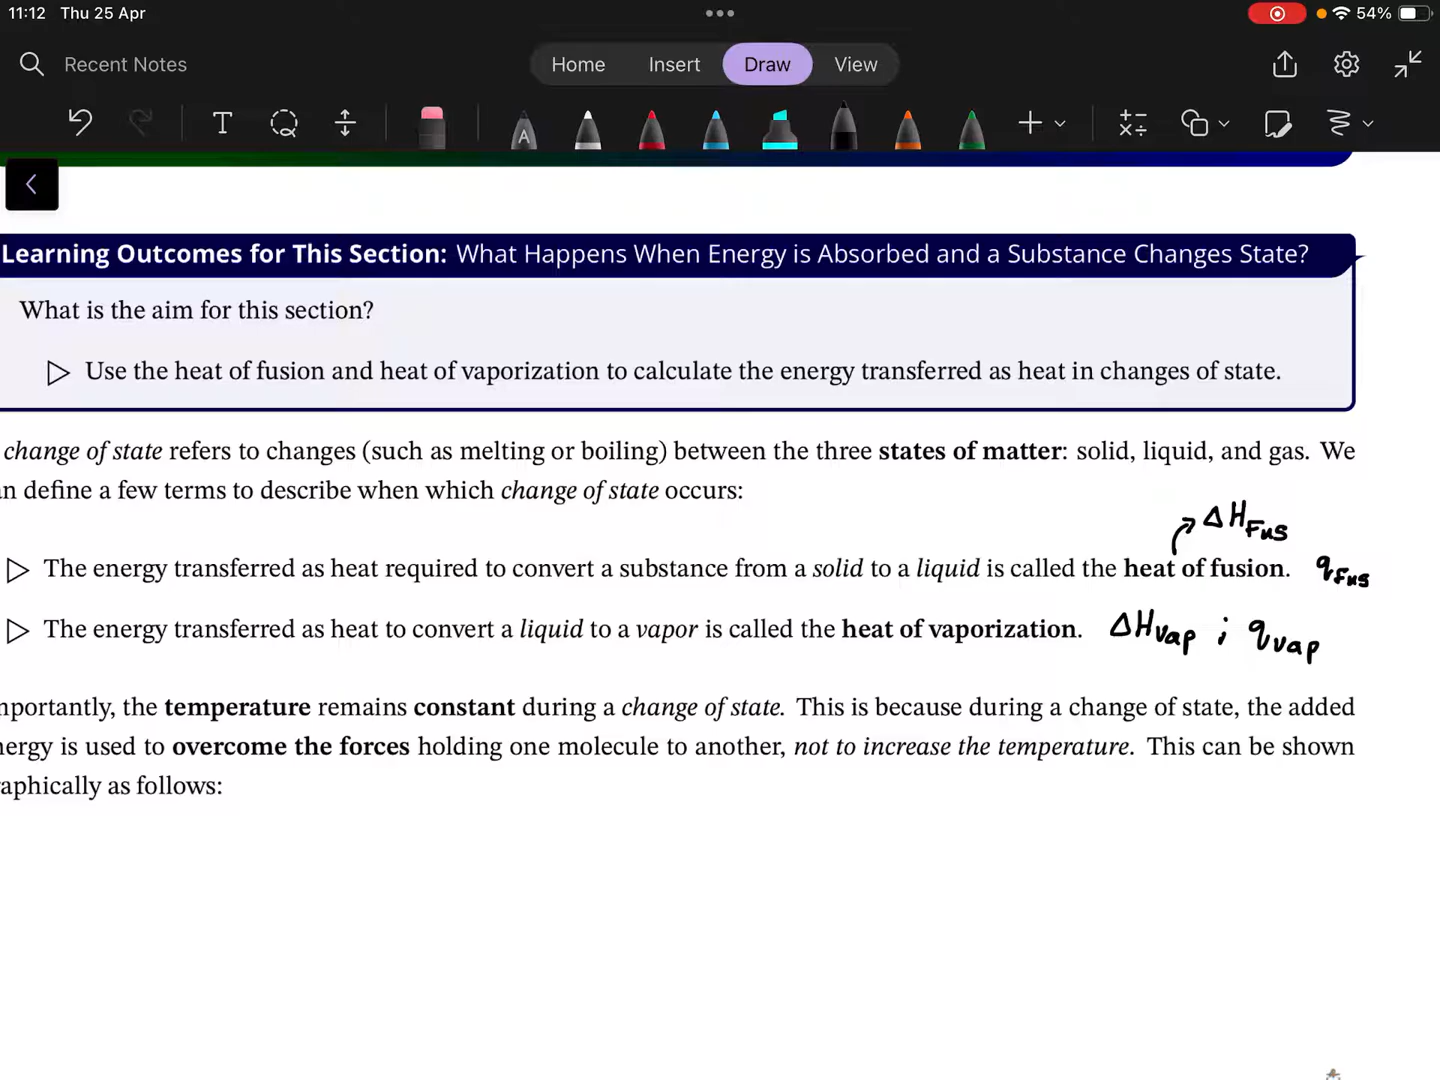 11:12 Thu 25 Apr
54%
Recent Notes
Home Insert Draw View
T
A
Learning Outcomes for This Section: What Happens When Energy is Absorbed and a Substance Changes State?
What is the aim for this section?
Use the heat of fusion and heat of vaporization to calculate the energy transferred as heat in changes of state.
change of state refers to changes (such as melting or boiling) between the three states of matter: solid, liquid, and gas. We
n define a few terms to describe when which change of state occurs:
ΔH_Fus
The energy transferred as heat required to convert a substance from a solid to a liquid is called the heat of fusion. q_Fus
The energy transferred as heat to convert a liquid to a vapor is called the heat of vaporization. ΔH_vap ; q_vap
mportantly, the temperature remains constant during a change of state. This is because during a change of state, the added
nergy is used to overcome the forces holding one molecule to another, not to increase the temperature. This can be shown
raphically as follows: